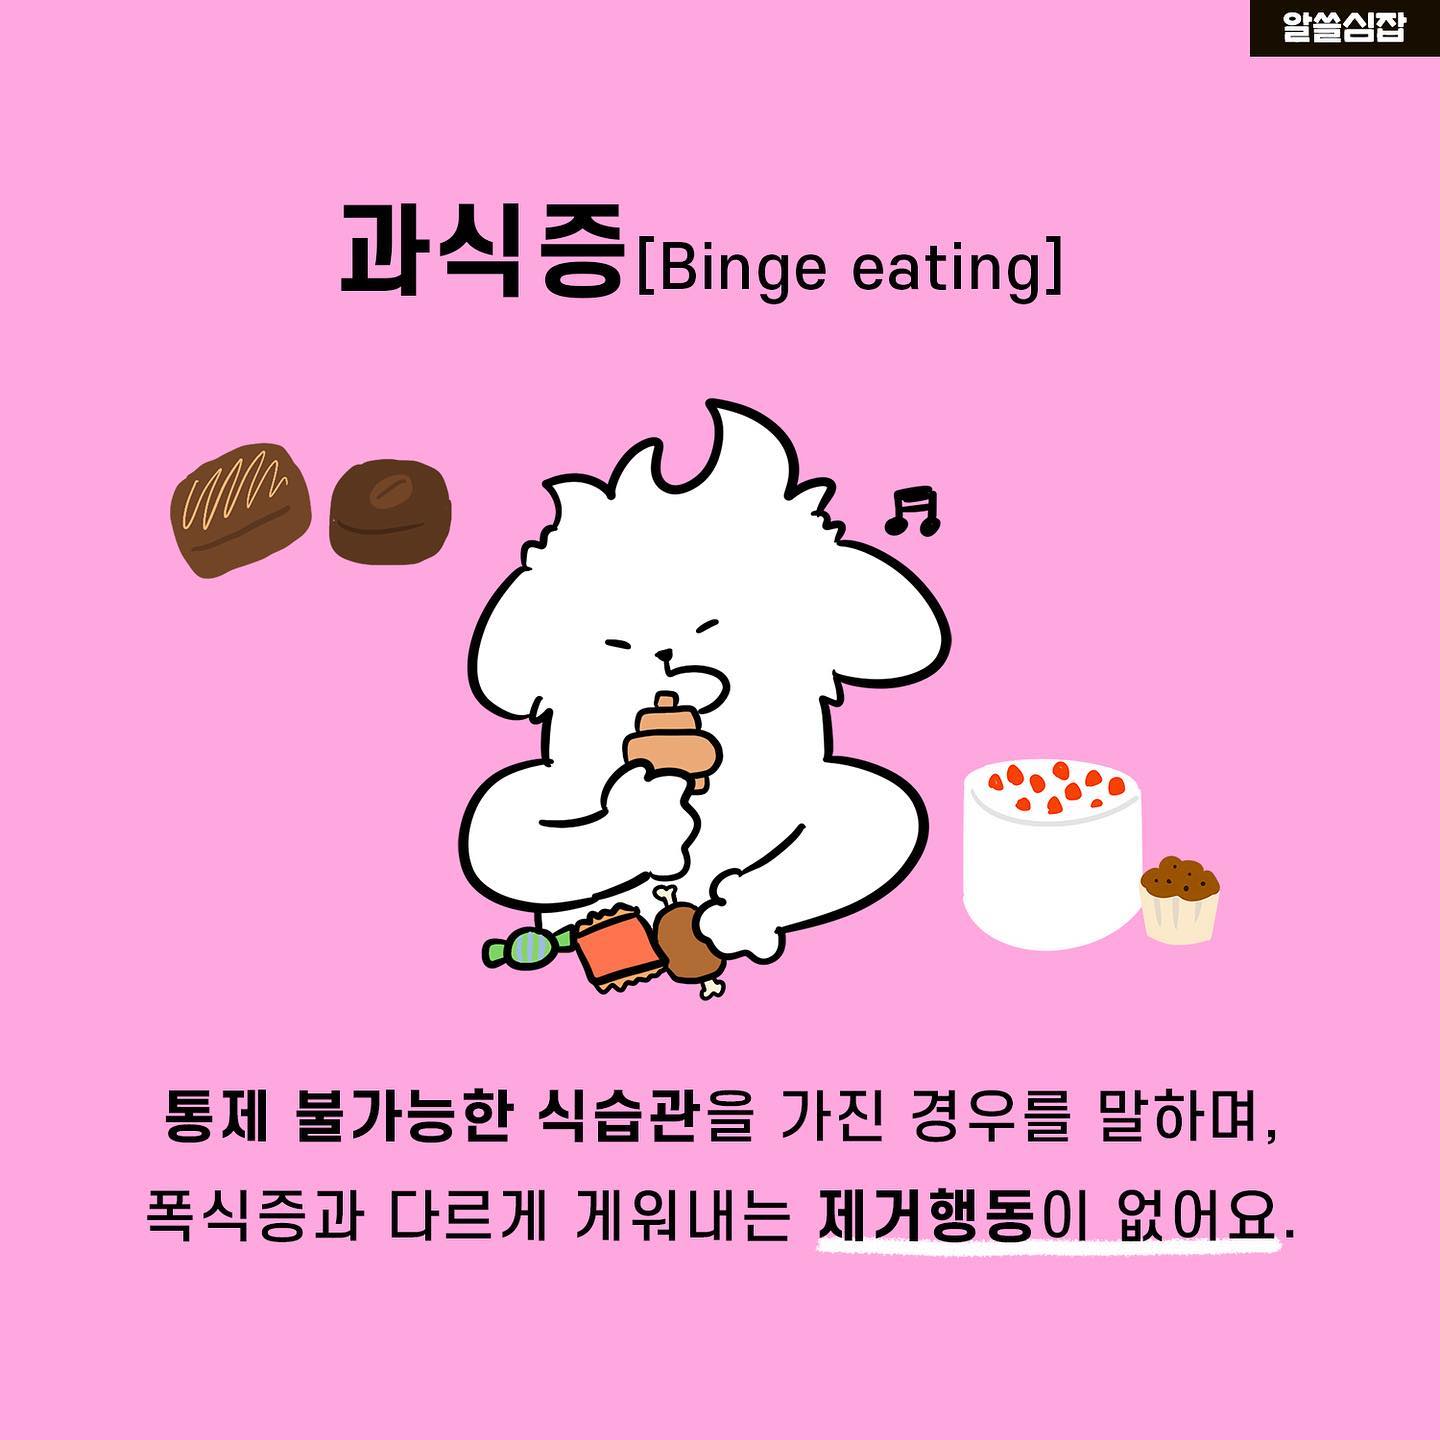 알쓸심잡
과식증[Binge eating]
통제 불가능한 식습관을 가진 경우를 말하며,
폭식증과 다르게 게워내는 제거행동이 없어요.